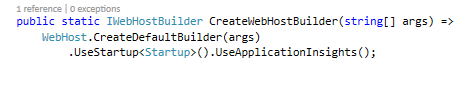 1 reference | 0 exceptions
public static IWebHostBuilder CreateWebHostBuilder(string[] args) =>
WebHost.CreateDefaultBuilder(args)
.UseStartup<Startup>().UseApplicationInsights();